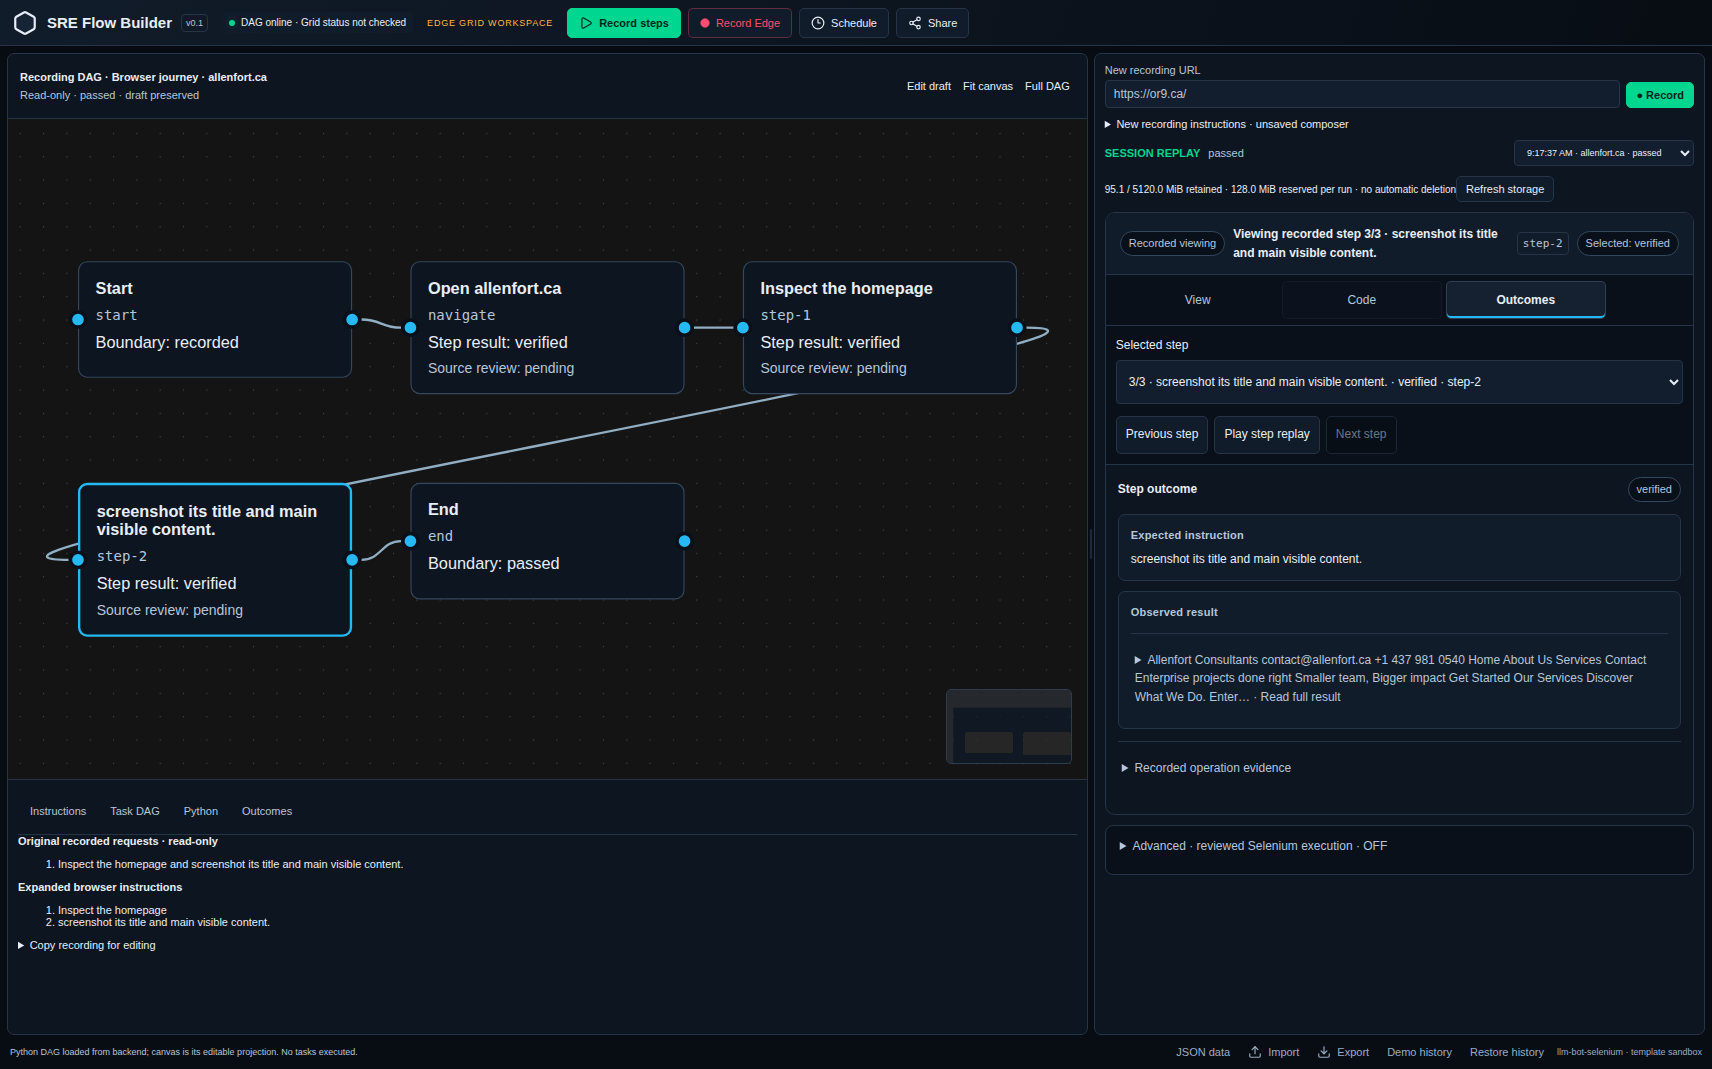 SRE Flow Builder v0.1 DAG online · Grid status not checked EDGE GRID WORKSPACE Record steps Record Edge Schedule Share
Recording DAG · Browser journey · allenfort.ca
Read-only · passed · draft preserved
Edit draft Fit canvas Full DAG
Start
start
Boundary: recorded
Open allenfort.ca
navigate
Step result: verified
Source review: pending
Inspect the homepage
step-1
Step result: verified
Source review: pending
screenshot its title and main
visible content.
step-2
Step result: verified
Source review: pending
End
end
Boundary: passed
Instructions Task DAG Python Outcomes
Original recorded requests · read-only
1. Inspect the homepage and screenshot its title and main visible content.
Expanded browser instructions
1. Inspect the homepage
2. screenshot its title and main visible content.
Copy recording for editing
New recording URL
https://or9.ca/ ● Record
New recording instructions · unsaved composer
SESSION REPLAY passed 9:17:37 AM · allenfort.ca · passed
95.1 / 5120.0 MiB retained · 128.0 MiB reserved per run · no automatic deletion Refresh storage
Recorded viewing
Viewing recorded step 3/3 · screenshot its title
and main visible content.
step-2 Selected: verified
View Code Outcomes
Selected step
3/3 · screenshot its title and main visible content. · verified · step-2
Previous step Play step replay Next step
Step outcome verified
Expected instruction
screenshot its title and main visible content.
Observed result
Allenfort Consultants contact@allenfort.ca +1 437 981 0540 Home About Us Services Contact
Enterprise projects done right Smaller team, Bigger impact Get Started Our Services Discover
What We Do. Enter… · Read full result
Recorded operation evidence
Advanced · reviewed Selenium execution · OFF
Python DAG loaded from backend; canvas is its editable projection. No tasks executed.
JSON data Import Export Demo history Restore history llm-bot-selenium · template sandbox